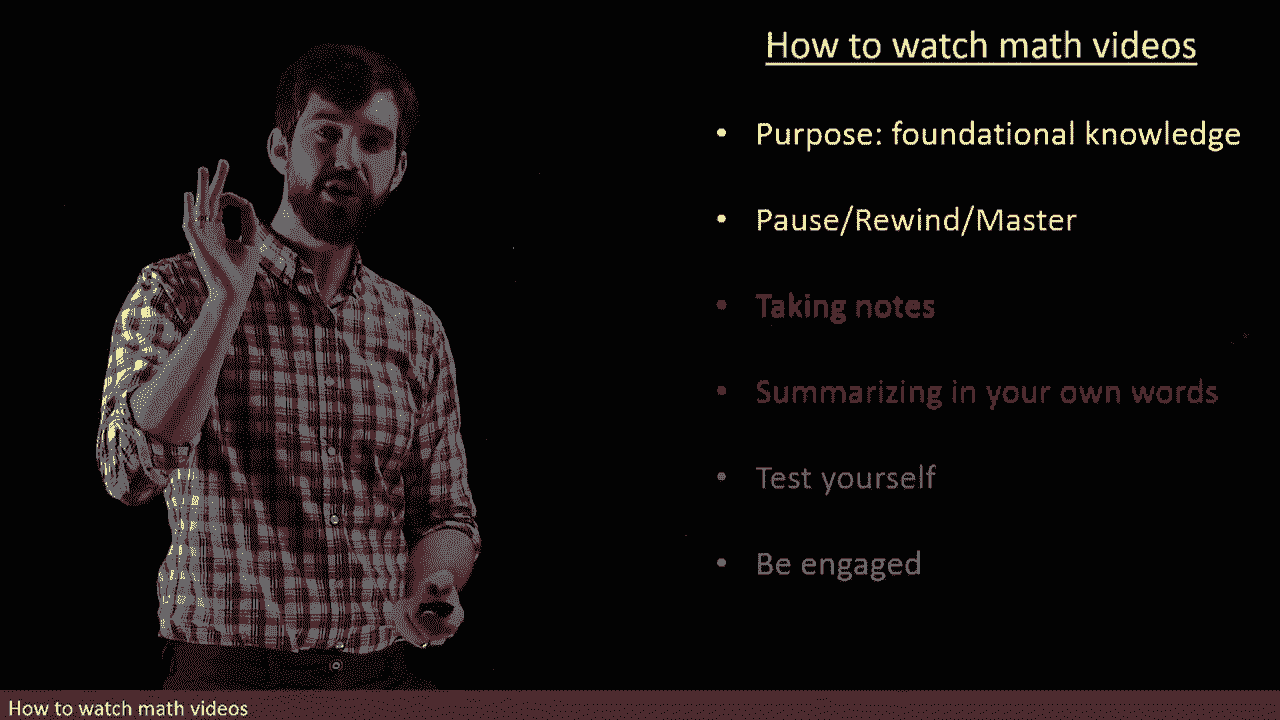 How to watch math videos
• Purpose: foundational knowledge
• Pause/Rewind/Master
• Taking notes
• Summarizing in your own words
• Test yourself
• Be engaged
How to watch math videos